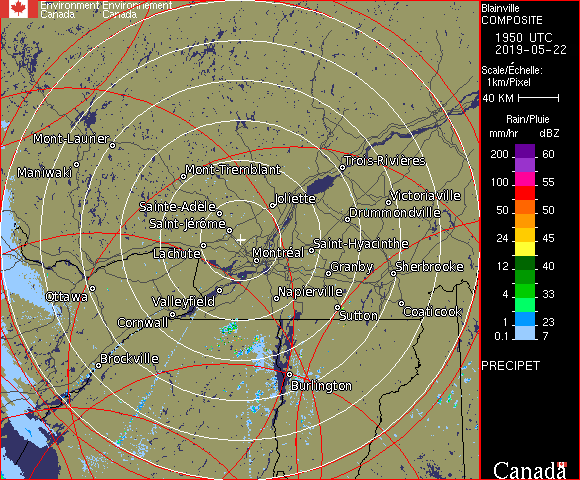 Environment Environnement
Canada Canada
Blainville
COMPOSITE
1950 UTC
2019-05-22
Scale/Échelle:
1km/Pixel
40 KM
Rain/Pluie
mm/hr dBZ
200 60
100 55
50 50
24 45
12 40
4 33
1 23
0.1 7
PRECIPET
Canada
Mont-Laurier
Maniwaki
Mont-Tremblant
Trois-Rivières
Joliette
Victoriaville
Sainte-Adèle
Drummondville
Saint-Jérôme
Lachute
Montréal
Saint-Hyacinthe
Granby
Sherbrooke
Ottawa
Valleyfield
Napierville
Cornwall
Sutton
Coaticook
Brockville
Burlington